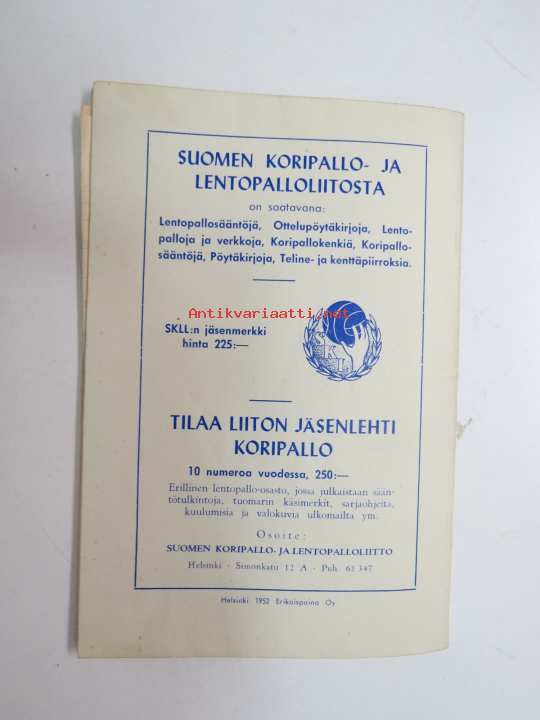 SUOMEN KORIPALLO- JA
LENTOPALLOLIITOSTA
on saatavana:
Lentopallosääntöjä, Ottelupöytäkirjoja, Lento-
palloja ja verkkoja, Koripallokenkiä, Koripallo-
sääntöjä, Pöytäkirjoja, Teline- ja kenttäpiirroksia.
Antikvariaatti.net
SKLL:n jäsenmerkki
hinta 225:—
TILAA LIITON JÄSENLEHTI
KORIPALLO
10 numeroa vuodessa, 250:—
Erillinen lentopallo-osasto, jossa julkaistaan sään-
tötulkintoja, tuomarin käsimerkit, sarjaohjeita,
kuulumisia ja valokuvia ulkomailta ym.
Osoite:
SUOMEN KORIPALLO- JA LENTOPALLOLIITTO
Helsinki - Simonkatu 12 A - Puh. 61 347
Helsinki 1952 Erikoispaino Oy